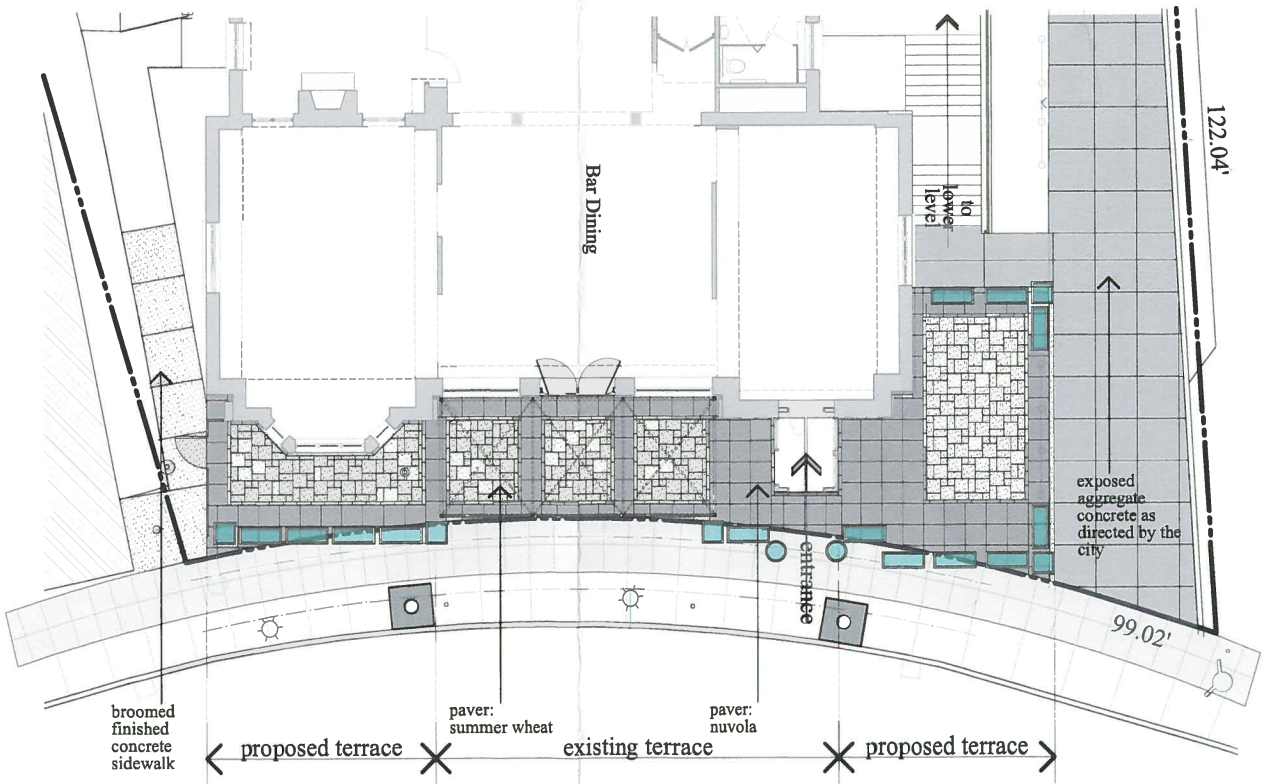 122.04'
Bar Dining
to
lower
level
exposed
aggregate
concrete as
directed by the
city
entrance
99.02'
broomed
finished
concrete
sidewalk
paver:
summer wheat
paver:
nuvola
proposed terrace
existing terrace
proposed terrace